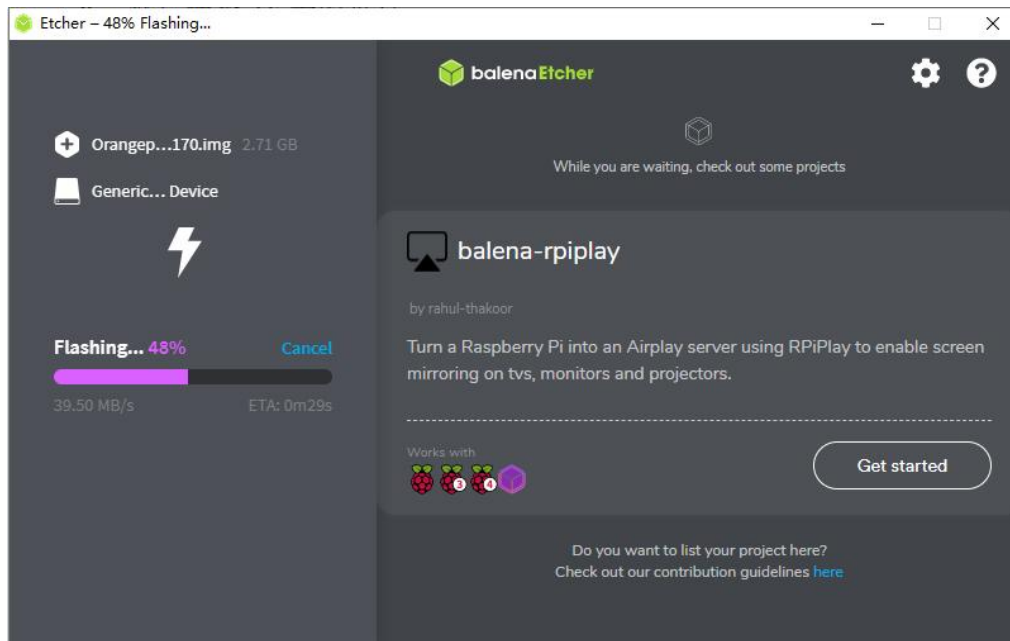 Etcher – 48% Flashing...
balenaEtcher
Orangep...170.img 2.71 GB
Generic... Device
Flashing... 48% Cancel
39.50 MB/s ETA: 0m29s
While you are waiting, check out some projects
balena-rpiplay
by rahul-thakoor
Turn a Raspberry Pi into an Airplay server using RPiPlay to enable screen
mirroring on tvs, monitors and projectors.
Works with
3 4
Get started
Do you want to list your project here?
Check out our contribution guidelines here